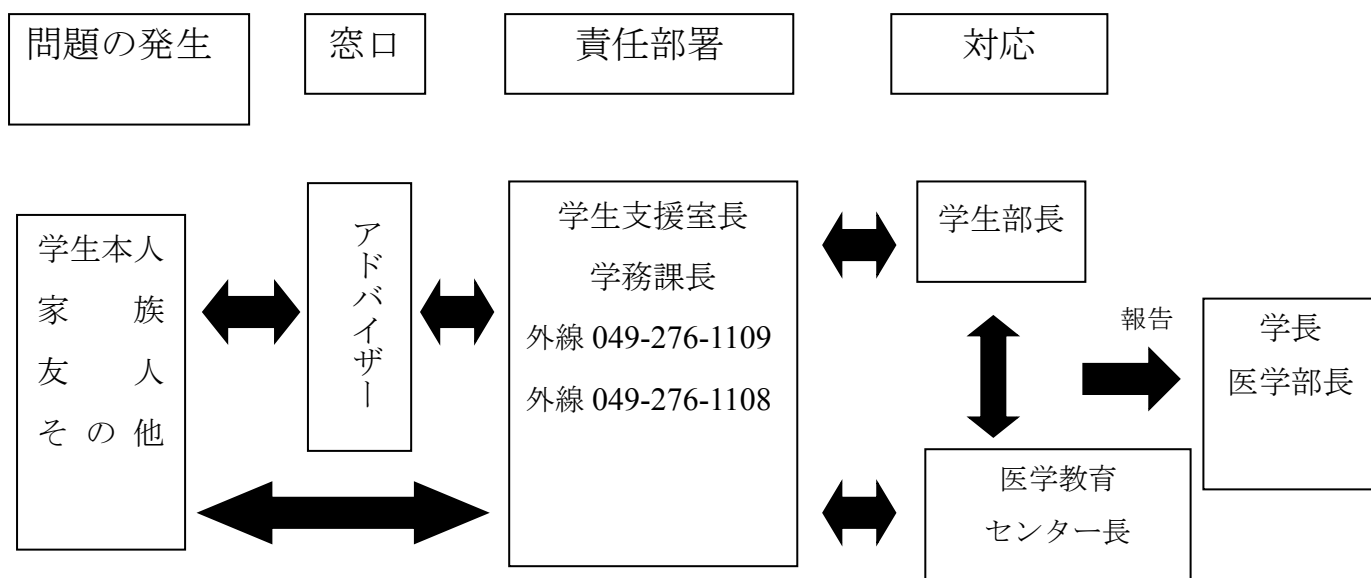 問題の発生
窓口
責任部署
対応
学生本人
家族
友人
その他
アドバイザー
学生支援室長
学務課長
外線 049-276-1109
外線 049-276-1108
学生部長
医学教育
センター長
報告
学長
医学部長